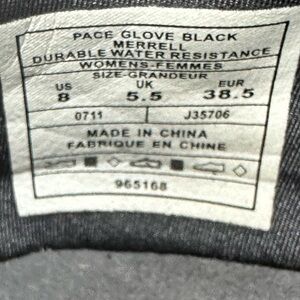 PACE GLOVE BLACK
MERRELL
DURABLE WATER RESISTANCE
WOMENS-FEMMES
SIZE-GRANDEUR
US UK EUR
8 5.5 38.5
0711 J35706
MADE IN CHINA
FABRIQUE EN CHINE
965168